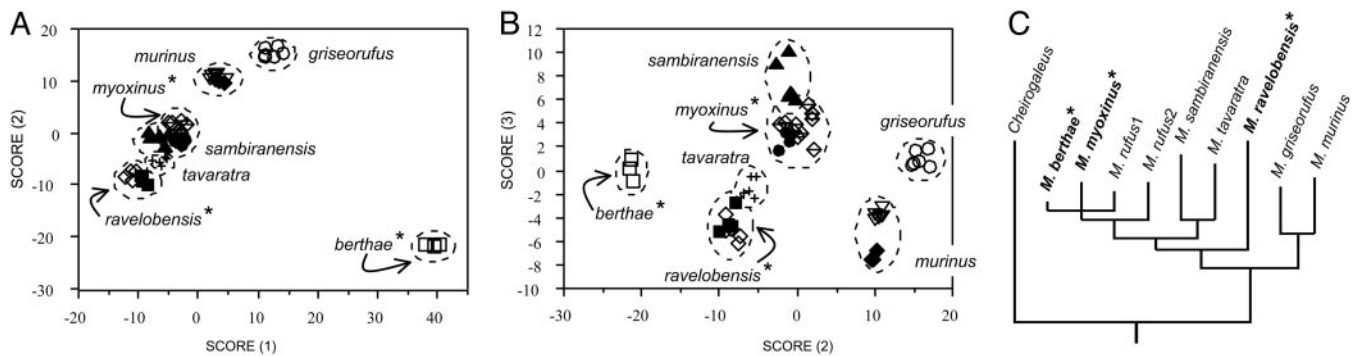 A
SCORE (2)
20
10
0
-10
-20
-30
murinus
griseorufus
myoxinus *
sambiranensis
tavaratra
ravelobensis *
berthae *
-20 -10 0 10 20 30 40
SCORE (1)
B
SCORE (3)
12
10
8
6
4
2
0
-2
-4
-6
-8
-10
sambiranensis
myoxinus *
griseorufus
tavaratra
berthae *
ravelobensis *
murinus
-30 -20 -10 0 10 20
SCORE (2)
C
Cheirogaleus
M. berthae *
M. myoxinus *
M. rufus1
M. rufus2
M. sambiranensis
M. tavaratra
M. ravelobensis *
M. griseorufus
M. murinus